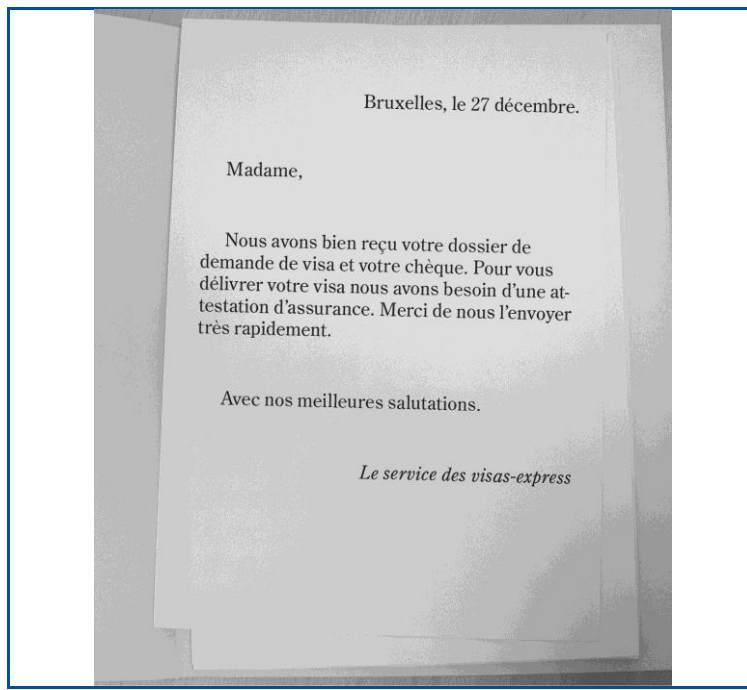 Bruxelles, le 27 décembre.
Madame,
Nous avons bien reçu votre dossier de
demande de visa et votre chèque. Pour vous
délivrer votre visa nous avons besoin d'une at-
testation d'assurance. Merci de nous l'envoyer
très rapidement.
Avec nos meilleures salutations.
Le service des visas-express